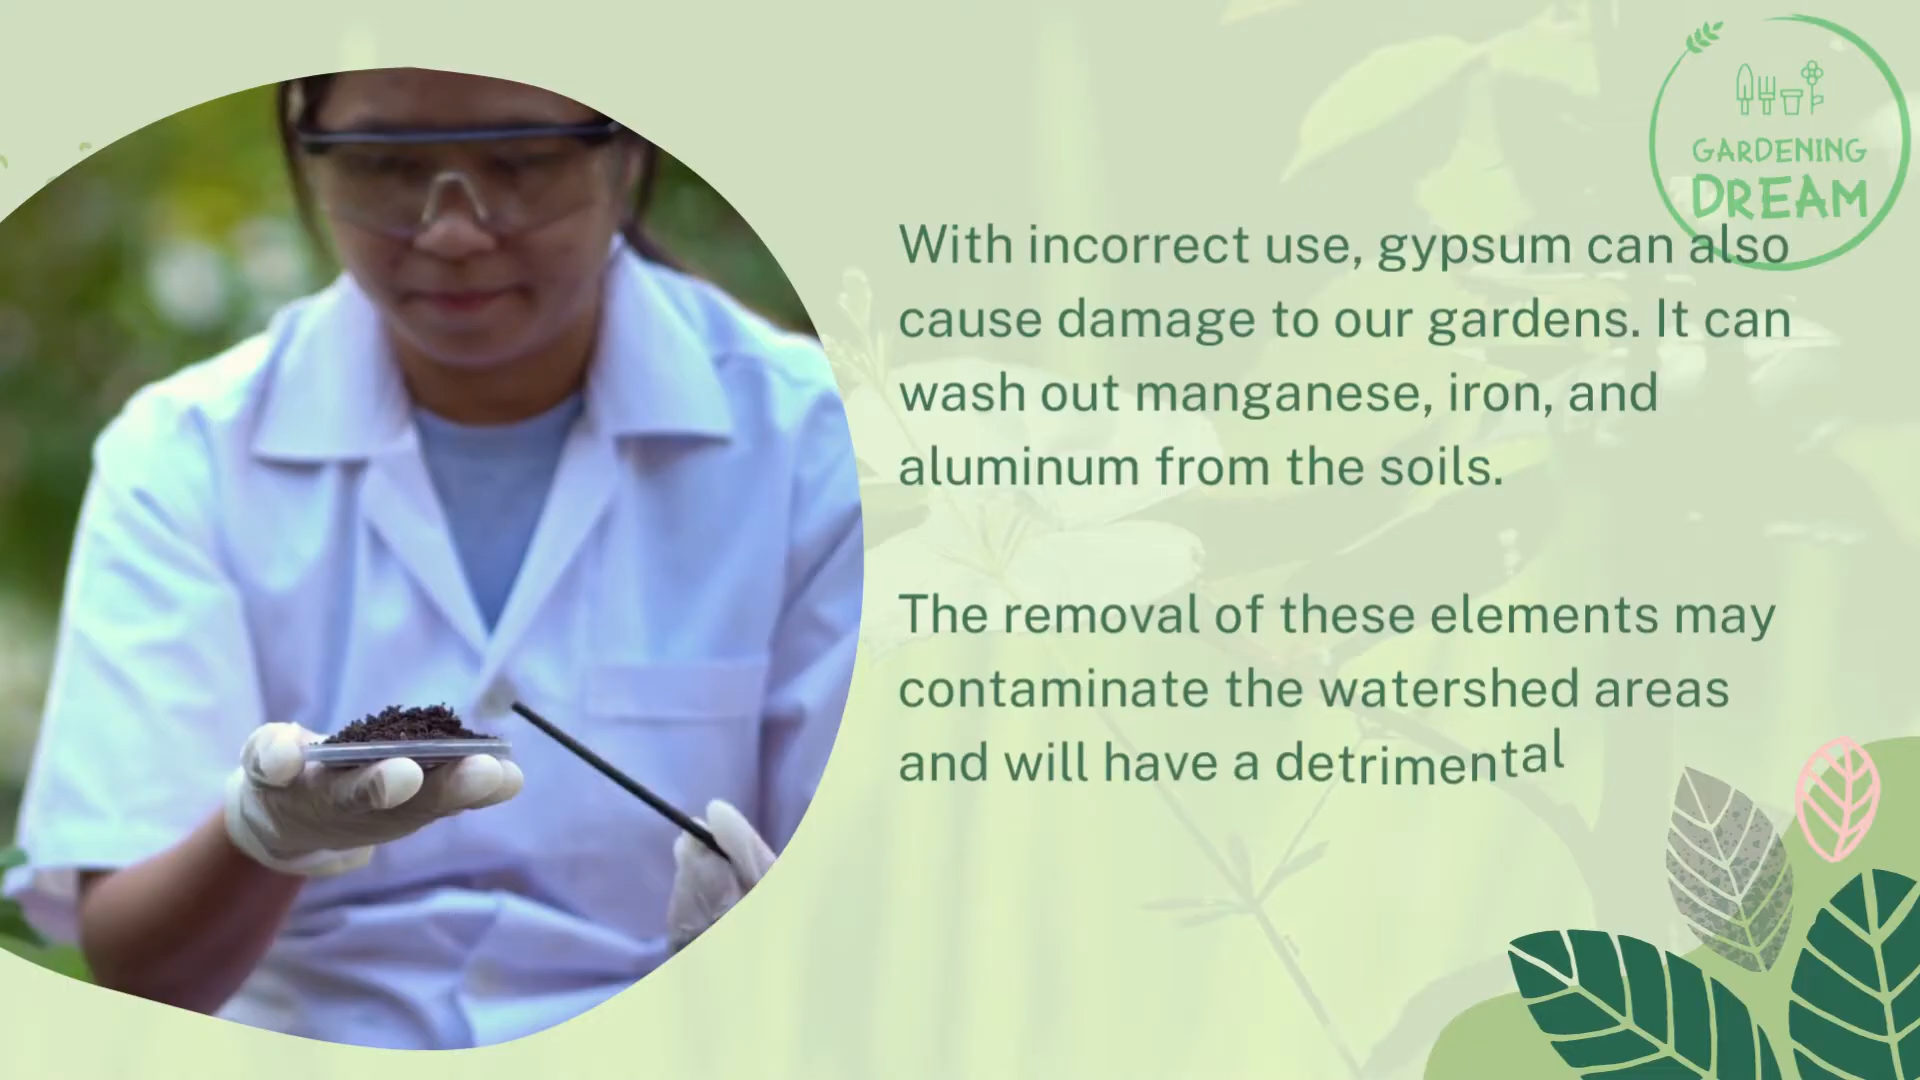 GARDENING
DREAM
With incorrect use, gypsum can also
cause damage to our gardens. It can
wash out manganese, iron, and
aluminum from the soils.
The removal of these elements may
contaminate the watershed areas
and will have a detrimental